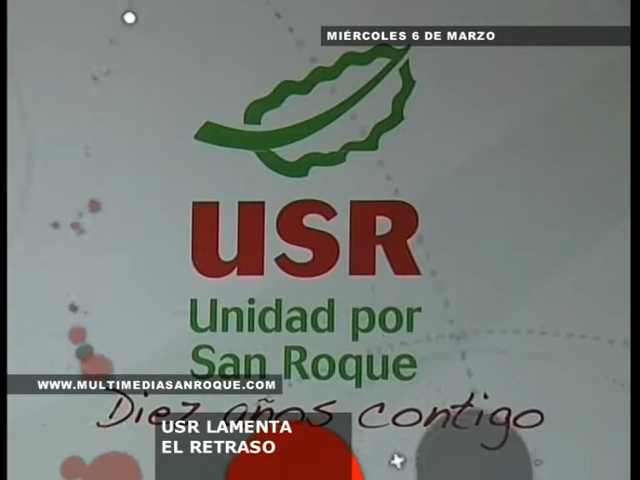 MIÉRCOLES 6 DE MARZO
USR
Unidad por
San Roque
WWW.MULTIMEDIASANROQUE.COM
Diez años contigo
USR LAMENTA
EL RETRASO